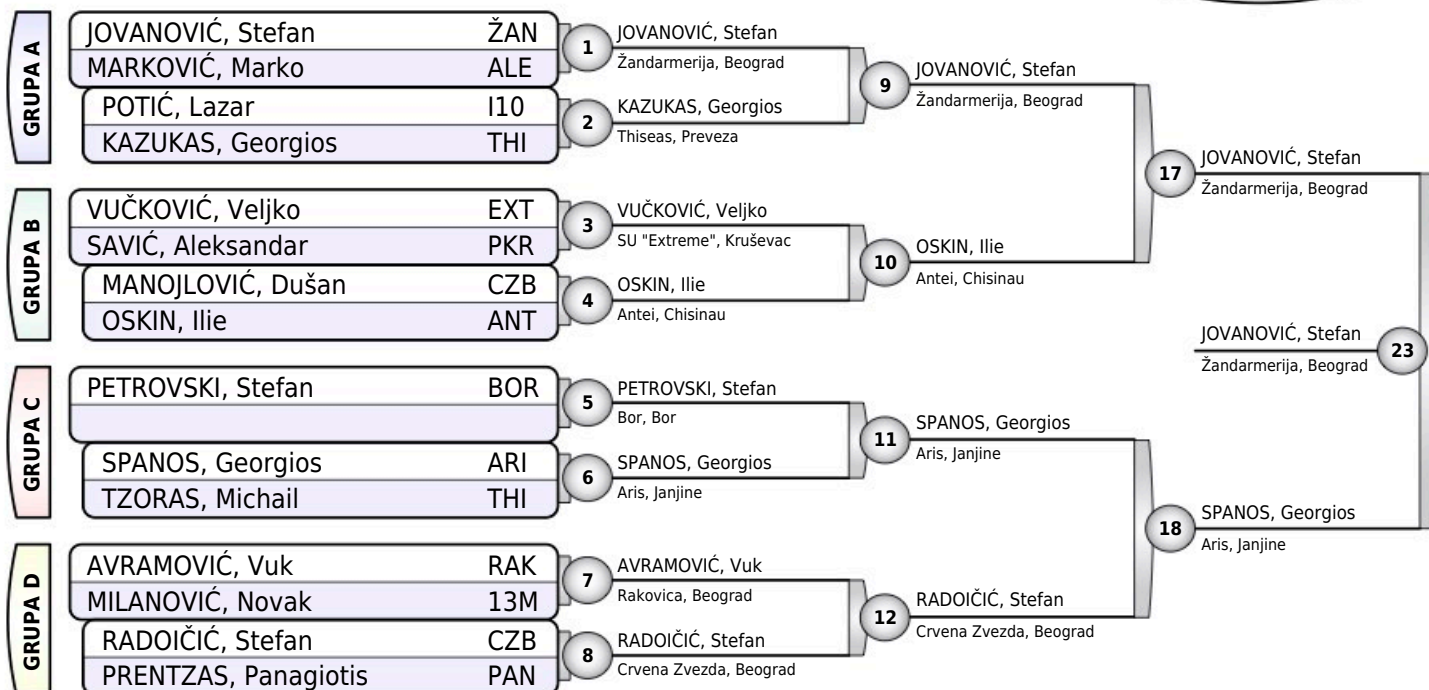 GRUPA A
JOVANOVIĆ, Stefan ŽAN
MARKOVIĆ, Marko ALE
POTIĆ, Lazar I10
KAZUKAS, Georgios THI
GRUPA B
VUČKOVIĆ, Veljko EXT
SAVIĆ, Aleksandar PKR
MANOJLOVIĆ, Dušan CZB
OSKIN, Ilie ANT
GRUPA C
PETROVSKI, Stefan BOR
SPANOS, Georgios ARI
TZORAS, Michail THI
GRUPA D
AVRAMOVIĆ, Vuk RAK
MILANOVIĆ, Novak 13M
RADOIČIĆ, Stefan CZB
PRENTZAS, Panagiotis PAN
1
JOVANOVIĆ, Stefan
Žandarmerija, Beograd
2
KAZUKAS, Georgios
Thiseas, Preveza
3
VUČKOVIĆ, Veljko
SU "Extreme", Kruševac
4
OSKIN, Ilie
Antei, Chisinau
5
PETROVSKI, Stefan
Bor, Bor
6
SPANOS, Georgios
Aris, Janjine
7
AVRAMOVIĆ, Vuk
Rakovica, Beograd
8
RADOIČIĆ, Stefan
Crvena Zvezda, Beograd
9
JOVANOVIĆ, Stefan
Žandarmerija, Beograd
10
OSKIN, Ilie
Antei, Chisinau
11
SPANOS, Georgios
Aris, Janjine
12
RADOIČIĆ, Stefan
Crvena Zvezda, Beograd
17
JOVANOVIĆ, Stefan
Žandarmerija, Beograd
18
SPANOS, Georgios
Aris, Janjine
JOVANOVIĆ, Stefan
Žandarmerija, Beograd
23